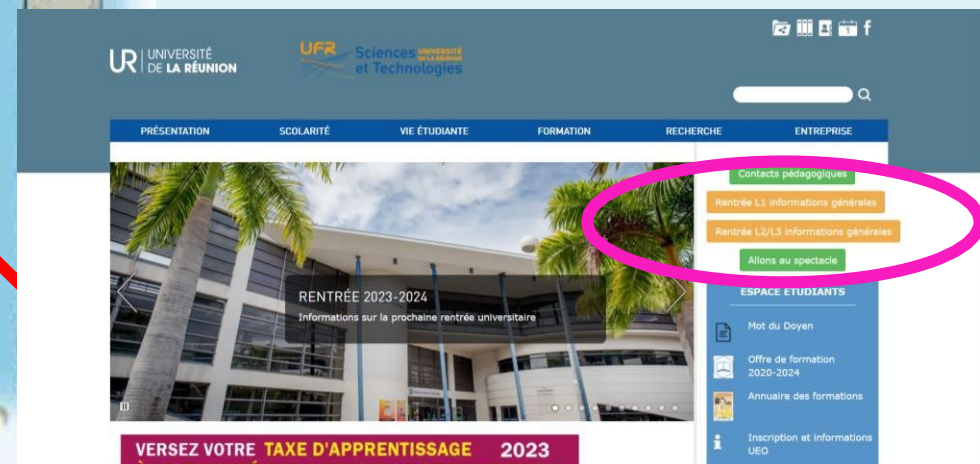 UR UNIVERSITÉ
DE LA RÉUNION
UFR Sciences UNIVERSITÉ
DE LA RÉUNION
et Technologies
1
f
PRÉSENTATION SCOLARITÉ VIE ÉTUDIANTE FORMATION RECHERCHE ENTREPRISE
Contacts pédagogiques
Rentrée L1 informations générales
Rentrée L2/L3 informations générales
Allons au spectacle
RENTRÉE 2023-2024
Informations sur la prochaine rentrée universitaire
ESPACE ETUDIANTS
Mot du Doyen
Offre de formation
2020-2024
Annuaire des formations
Inscription et informations
UEO
VERSEZ VOTRE TAXE D'APPRENTISSAGE 2023